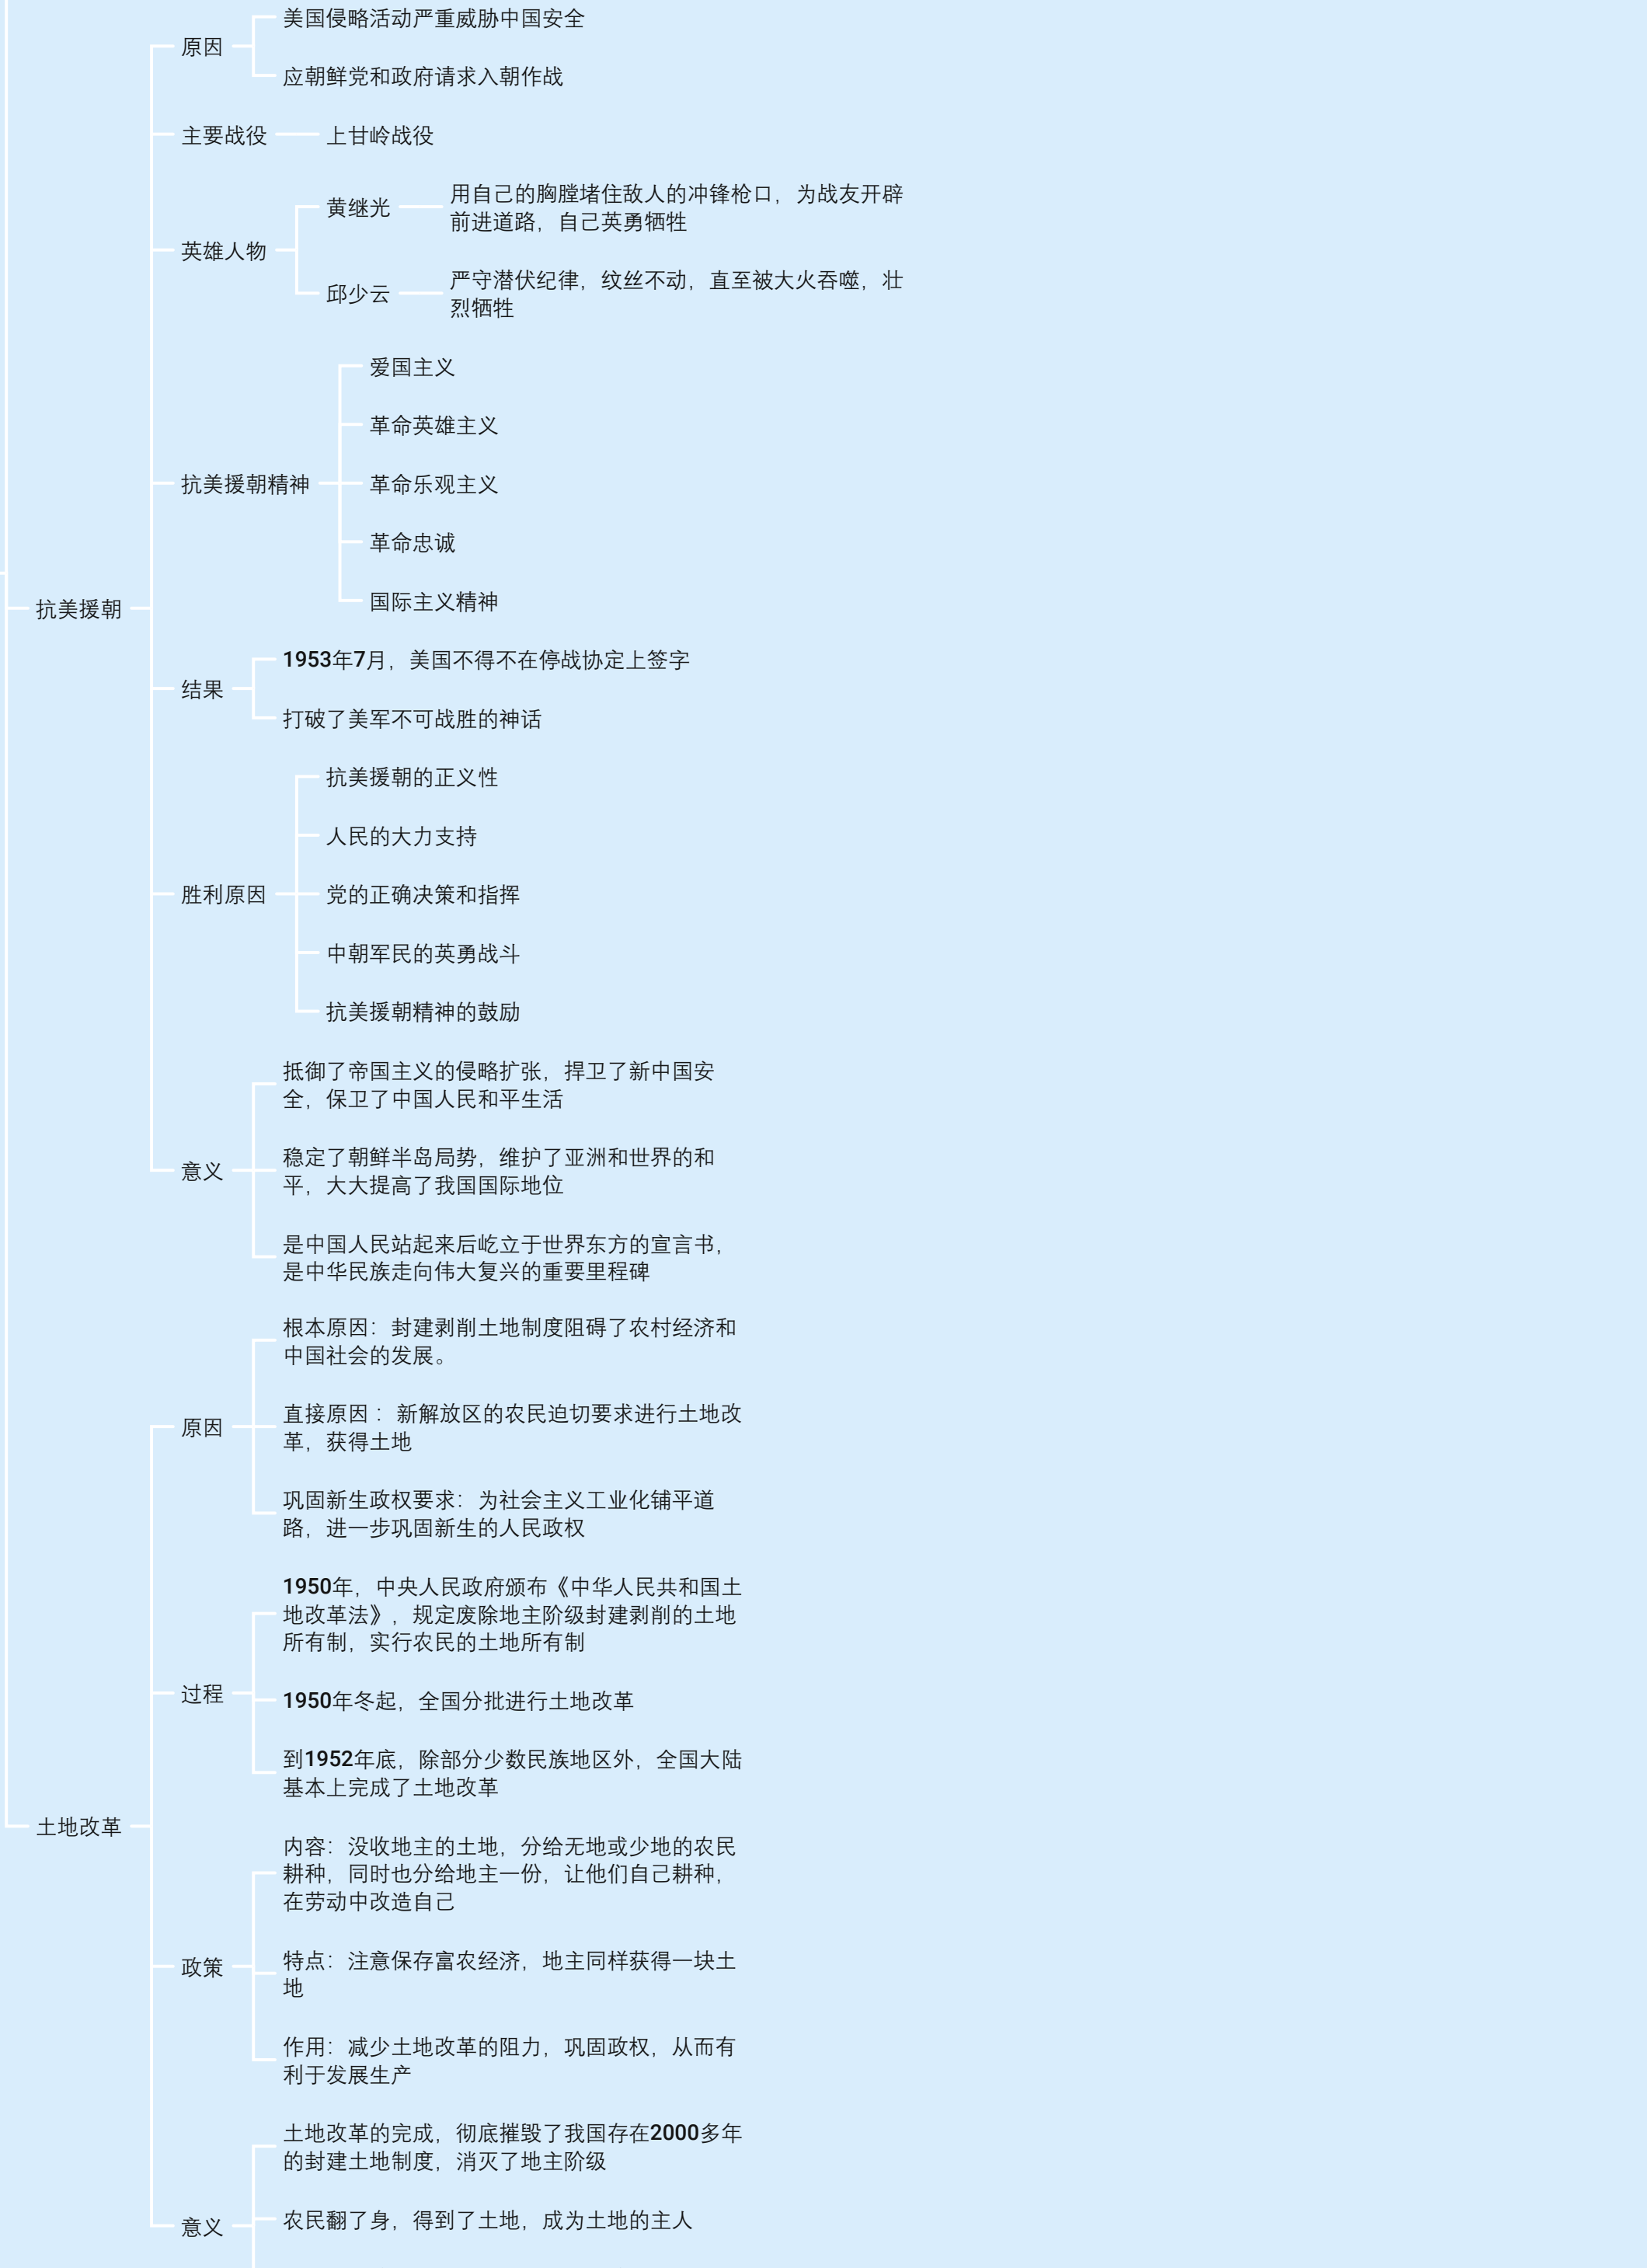 美国侵略活动严重威胁中国安全
原因
应朝鲜党和政府请求入朝作战
主要战役
上甘岭战役
用自己的胸膛堵住敌人的冲锋枪口，为战友开辟
黄继光
前进道路，自己英勇牺牲
英雄人物
严守潜伏纪律，纹丝不动，直至被大火吞噬，壮
邱少云
烈牺牲
爱国主义
革命英雄主义
抗美援朝精神
革命乐观主义
革命忠诚
国际主义精神
抗美援朝
1953年7月，美国不得不在停战协定上签字
结果
打破了美军不可战胜的神话
抗美援朝的正义性
人民的大力支持
胜利原因
党的正确决策和指挥
中朝军民的英勇战斗
抗美援朝精神的鼓励
抵御了帝国主义的侵略扩张，捍卫了新中国安
全，保卫了中国人民和平生活
稳定了朝鲜半岛局势，维护了亚洲和世界的和
意义
平，大大提高了我国国际地位
是中国人民站起来后屹立于世界东方的宣言书，
是中华民族走向伟大复兴的重要里程碑
根本原因：封建剥削土地制度阻碍了农村经济和
中国社会的发展。
直接原因 ：新解放区的农民迫切要求进行土地改
原因
革，获得土地
巩固新生政权要求：为社会主义工业化铺平道
路，进一步巩固新生的人民政权
1950年，中央人民政府颁布《中华人民共和国土
地改革法》，规定废除地主阶级封建剥削的土地
所有制，实行农民的土地所有制
过程
1950年冬起，全国分批进行土地改革
到1952年底，除部分少数民族地区外，全国大陆
基本上完成了土地改革
土地改革
内容：没收地主的土地，分给无地或少地的农民
耕种，同时也分给地主一份，让他们自己耕种，
在劳动中改造自己
政策
特点：注意保存富农经济，地主同样获得一块土
地
作用：减少土地改革的阻力，巩固政权，从而有
利于发展生产
土地改革的完成，彻底摧毁了我国存在2000多年
的封建土地制度，消灭了地主阶级
意义
农民翻了身，得到了土地，成为土地的主人